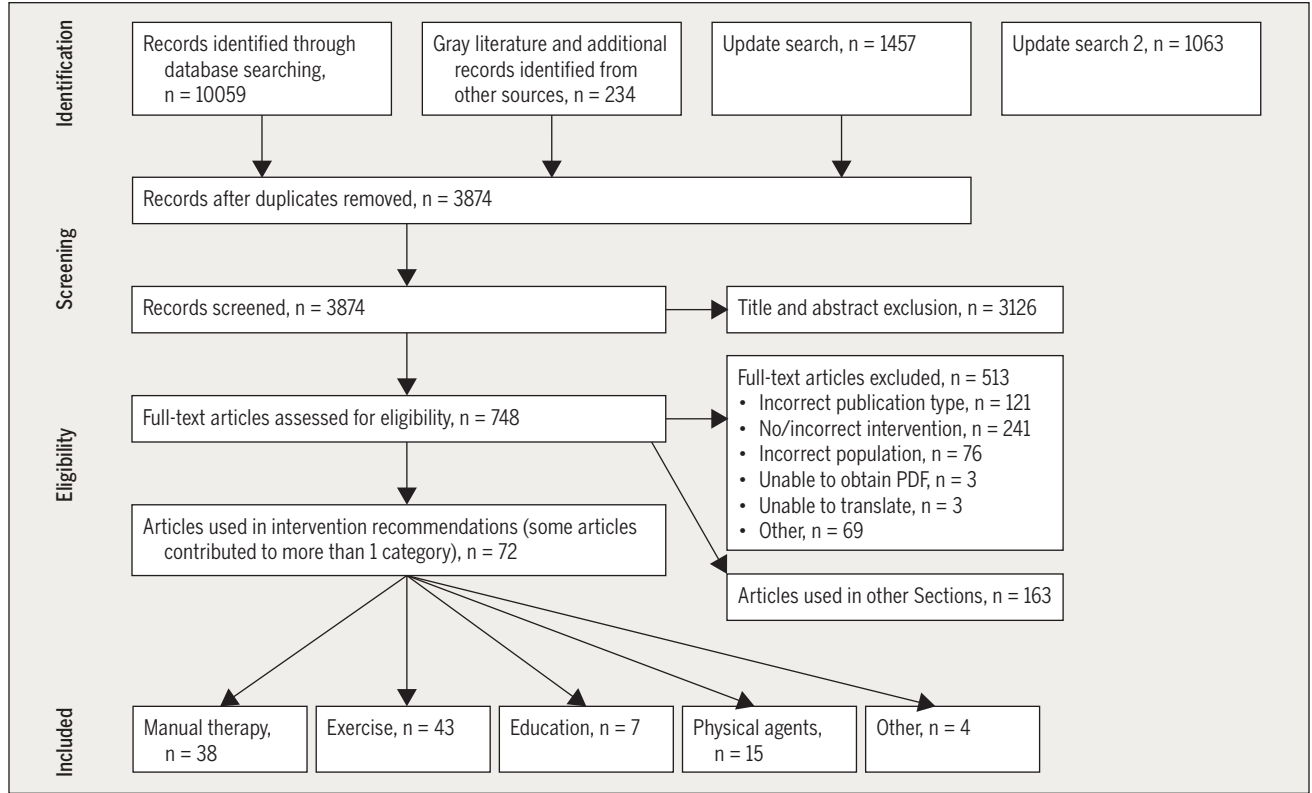 Identification
Records identified through
database searching,
n = 10059
Gray literature and additional
records identified from
other sources, n = 234
Update search, n = 1457
Update search 2, n = 1063
Records after duplicates removed, n = 3874
Screening
Records screened, n = 3874
Title and abstract exclusion, n = 3126
Eligibility
Full-text articles assessed for eligibility, n = 748
Full-text articles excluded, n = 513
• Incorrect publication type, n = 121
• No/incorrect intervention, n = 241
• Incorrect population, n = 76
• Unable to obtain PDF, n = 3
• Unable to translate, n = 3
• Other, n = 69
Articles used in intervention recommendations (some articles
contributed to more than 1 category), n = 72
Articles used in other Sections, n = 163
Included
Manual therapy,
n = 38
Exercise, n = 43
Education, n = 7
Physical agents,
n = 15
Other, n = 4